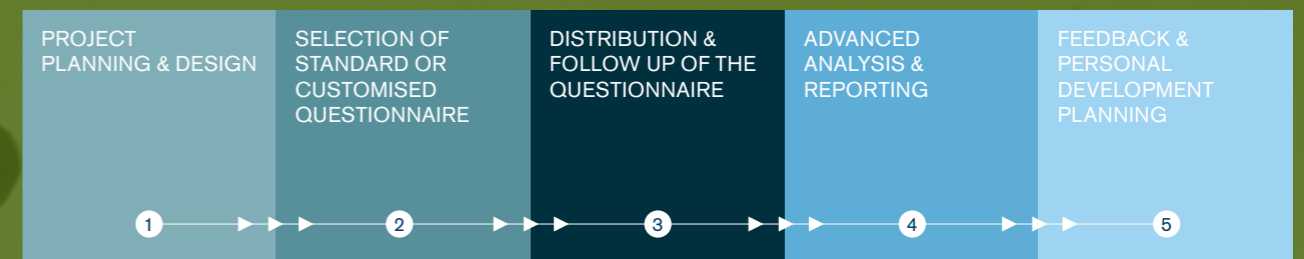 PROJECT
PLANNING & DESIGN
SELECTION OF
STANDARD OR
CUSTOMISED
QUESTIONNAIRE
DISTRIBUTION &
FOLLOW UP OF THE
QUESTIONNAIRE
ADVANCED
ANALYSIS &
REPORTING
FEEDBACK &
PERSONAL
DEVELOPMENT
PLANNING
1
2
3
4
5